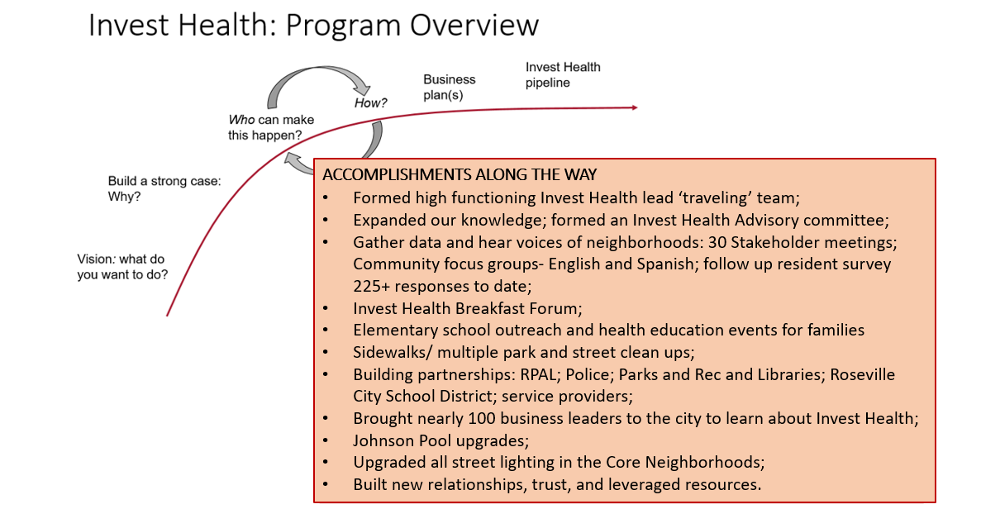 Invest Health: Program Overview
Invest Health
pipeline
Business
plan(s)
How?
Who can make
this happen?
Build a strong case:
Why?
Vision: what do
you want to do?
ACCOMPLISHMENTS ALONG THE WAY
• Formed high functioning Invest Health lead ‘traveling’ team;
• Expanded our knowledge; formed an Invest Health Advisory committee;
• Gather data and hear voices of neighborhoods: 30 Stakeholder meetings;
Community focus groups- English and Spanish; follow up resident survey
225+ responses to date;
• Invest Health Breakfast Forum;
• Elementary school outreach and health education events for families
• Sidewalks/ multiple park and street clean ups;
• Building partnerships: RPAL; Police; Parks and Rec and Libraries; Roseville
City School District; service providers;
• Brought nearly 100 business leaders to the city to learn about Invest Health;
• Johnson Pool upgrades;
• Upgraded all street lighting in the Core Neighborhoods;
• Built new relationships, trust, and leveraged resources.